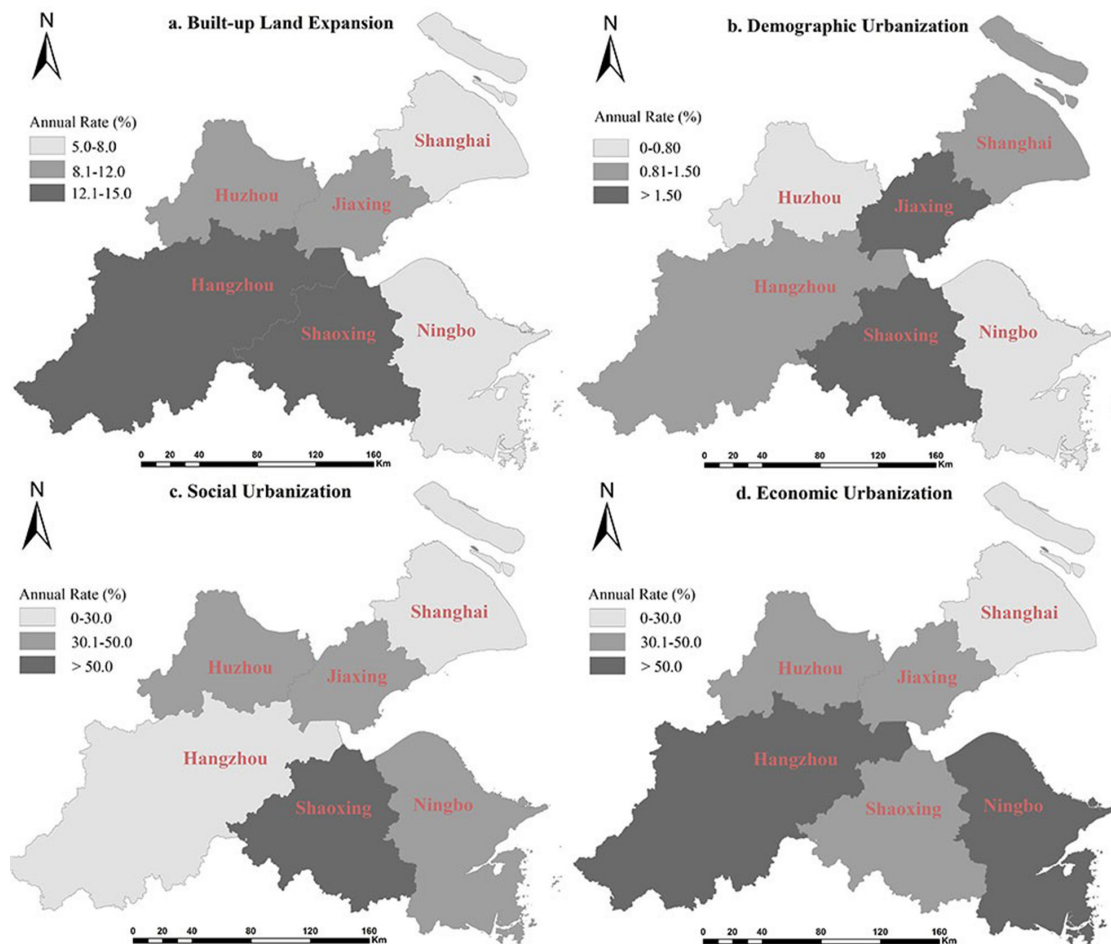 a. Built-up Land Expansion
N
Annual Rate (%)
5.0-8.0
8.1-12.0
12.1-15.0
Shanghai
Huzhou
Jiaxing
Hangzhou
Shaoxing
Ningbo
0 20 40 80 120 160
Km
b. Demographic Urbanization
N
Annual Rate (%)
0-0.80
0.81-1.50
> 1.50
Shanghai
Huzhou
Jiaxing
Hangzhou
Shaoxing
Ningbo
0 20 40 80 120 160
Km
c. Social Urbanization
N
Annual Rate (%)
0-30.0
30.1-50.0
> 50.0
Shanghai
Huzhou
Jiaxing
Hangzhou
Shaoxing
Ningbo
0 20 40 80 120 160
Km
d. Economic Urbanization
N
Annual Rate (%)
0-30.0
30.1-50.0
> 50.0
Shanghai
Huzhou
Jiaxing
Hangzhou
Shaoxing
Ningbo
0 20 40 80 120 160
Km